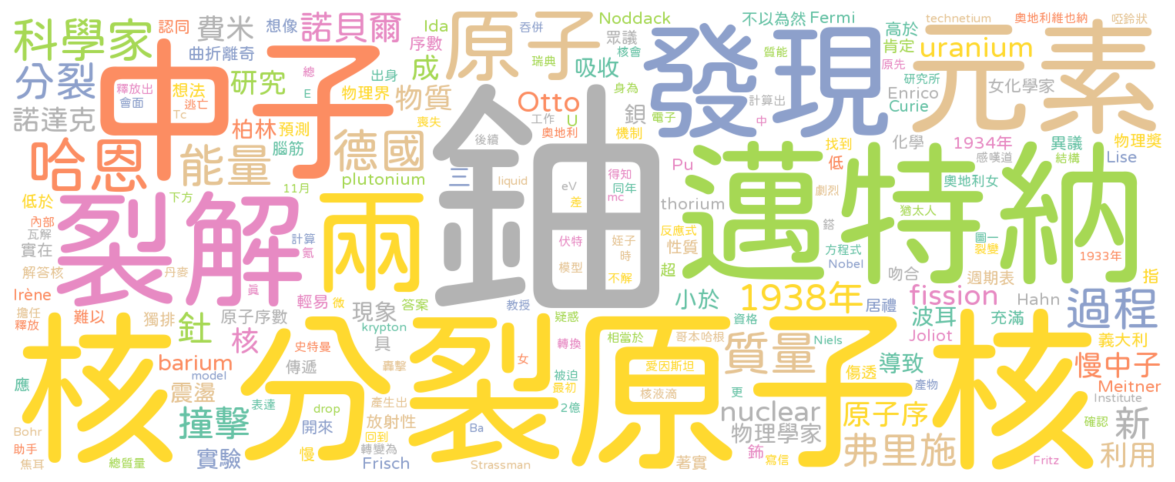 科學家
認同
費米
想像
諾貝爾
Ida
序數
曲折離奇
分裂
研究
總
E
釋放出
會面
想法
逃亡
Tc
出身
物理界
諾達克
柏林
預測
喪失
腦筋
哈恩
能量
中子
德國
plutonium
物質
成
吞併
瑞典
原子
Noddack
眾議
核會
吸收
Otto
工作
U
奧地利
身為
鋇
機制
電子
不以為然
Fermi
發現
計算出
中
technetium
奧地利維也納
啞鈴狀
高於
肯定
原先
uranium
研究所
Enrico
Curie
女化學家
元素
化學
1934年
感嘆道
異議
結構
物理獎
Lise
找到
低
Pu
thorium
劇烈
奧地利女
猶太人
鈾
後續
三
liquid
eV
差
得知
同年
mc
伏特
姪子
時
模型
不解
反應式
性質
超
邁特納
鎝
方程式
圖一
裂變
1933年
低於
下方
內部
瓦解
實在
計算
氪
解答核
丹麥
裂解
兩
Irène
擔任
釋放
難以
獨排
原子序數
輕易
微
現象
答案
教授
疑惑
小於
1938年
Nobel
吻合
週期表
指
居禮
fission
Hahn
過程
釷
核
具
krypton
史特曼
女
轉換
相當於
哥本哈根
資格
Niels
波耳
Joliot
充滿
義大利
barium
傳遞
轟擊
被迫
愛因斯坦
質量
傷透
導致
慢中子
應
model
震盪
核分裂
原子核
最初
核液滴
更
產物
Meitner
Institute
撞擊
表達
drop
產生出
2億
nuclear
原子序
新
確認
Bohr
助手
焦耳
開來
放射性
回到
Ba
物理學家
鈽
總質量
實驗
慢
轉變為
Frisch
Strassman
著實
寫信
弗里施
Fritz
利用
質能